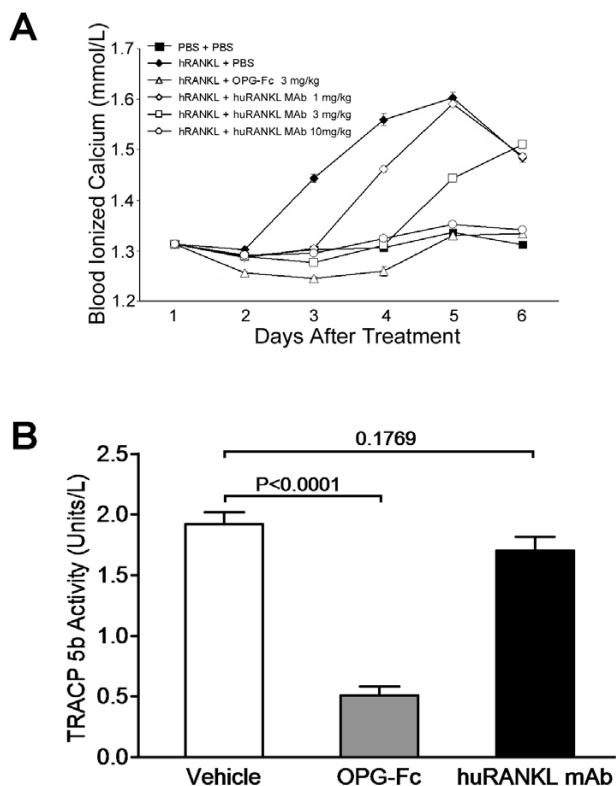 A
Blood Ionized Calcium (mmol/L)
1.7
1.6
1.5
1.4
1.3
1.2
PBS + PBS
hRANKL + PBS
hRANKL + OPG-Fc 3 mg/kg
hRANKL + huRANKL MAb 1 mg/kg
hRANKL + huRANKL MAb 3 mg/kg
hRANKL + huRANKL MAb 10mg/kg
1 2 3 4 5 6
Days After Treatment
B
TRACP 5b Activity (Units/L)
2.5
2.0
1.5
1.0
0.5
0.0
0.1769
P<0.0001
Vehicle OPG-Fc huRANKL mAb